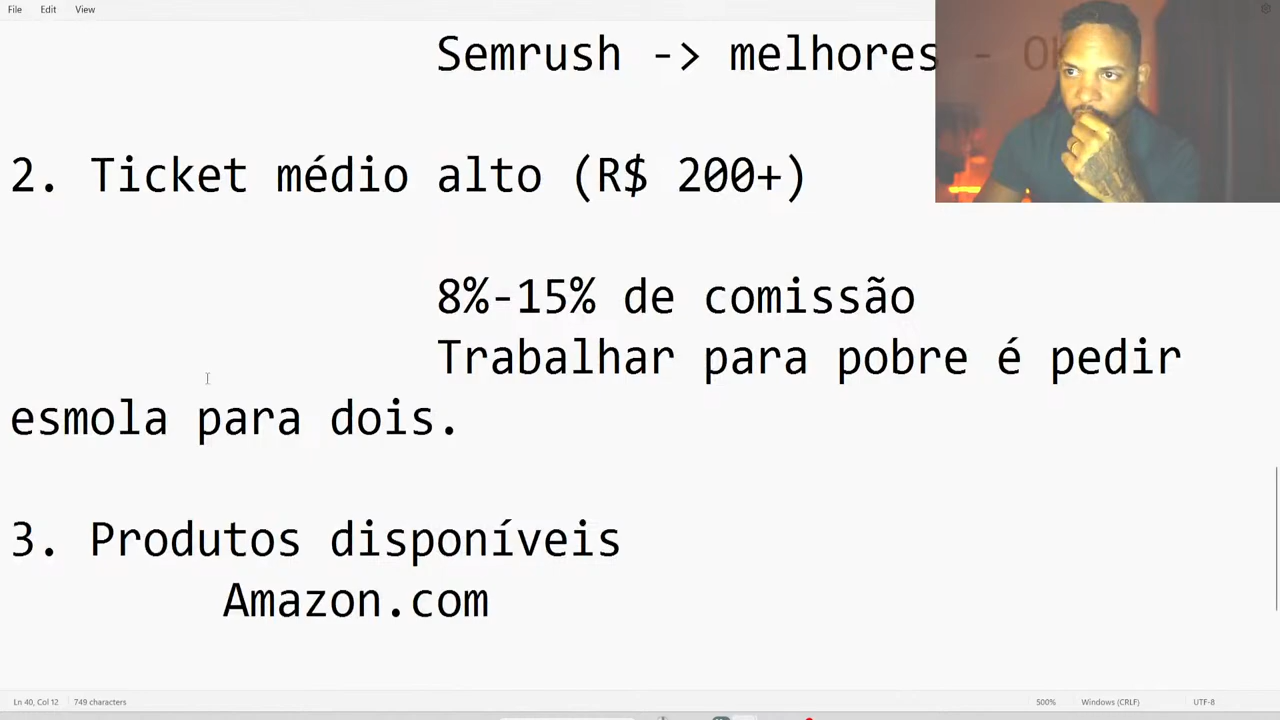 File Edit View
Semrush -> melhores - O
2. Ticket médio alto (R$ 200+)
8%-15% de comissão
Trabalhar para pobre é pedir
esmola para dois.
3. Produtos disponíveis
Amazon.com
Ln 40, Col 12 749 characters 500% Windows (CRLF) UTF-8